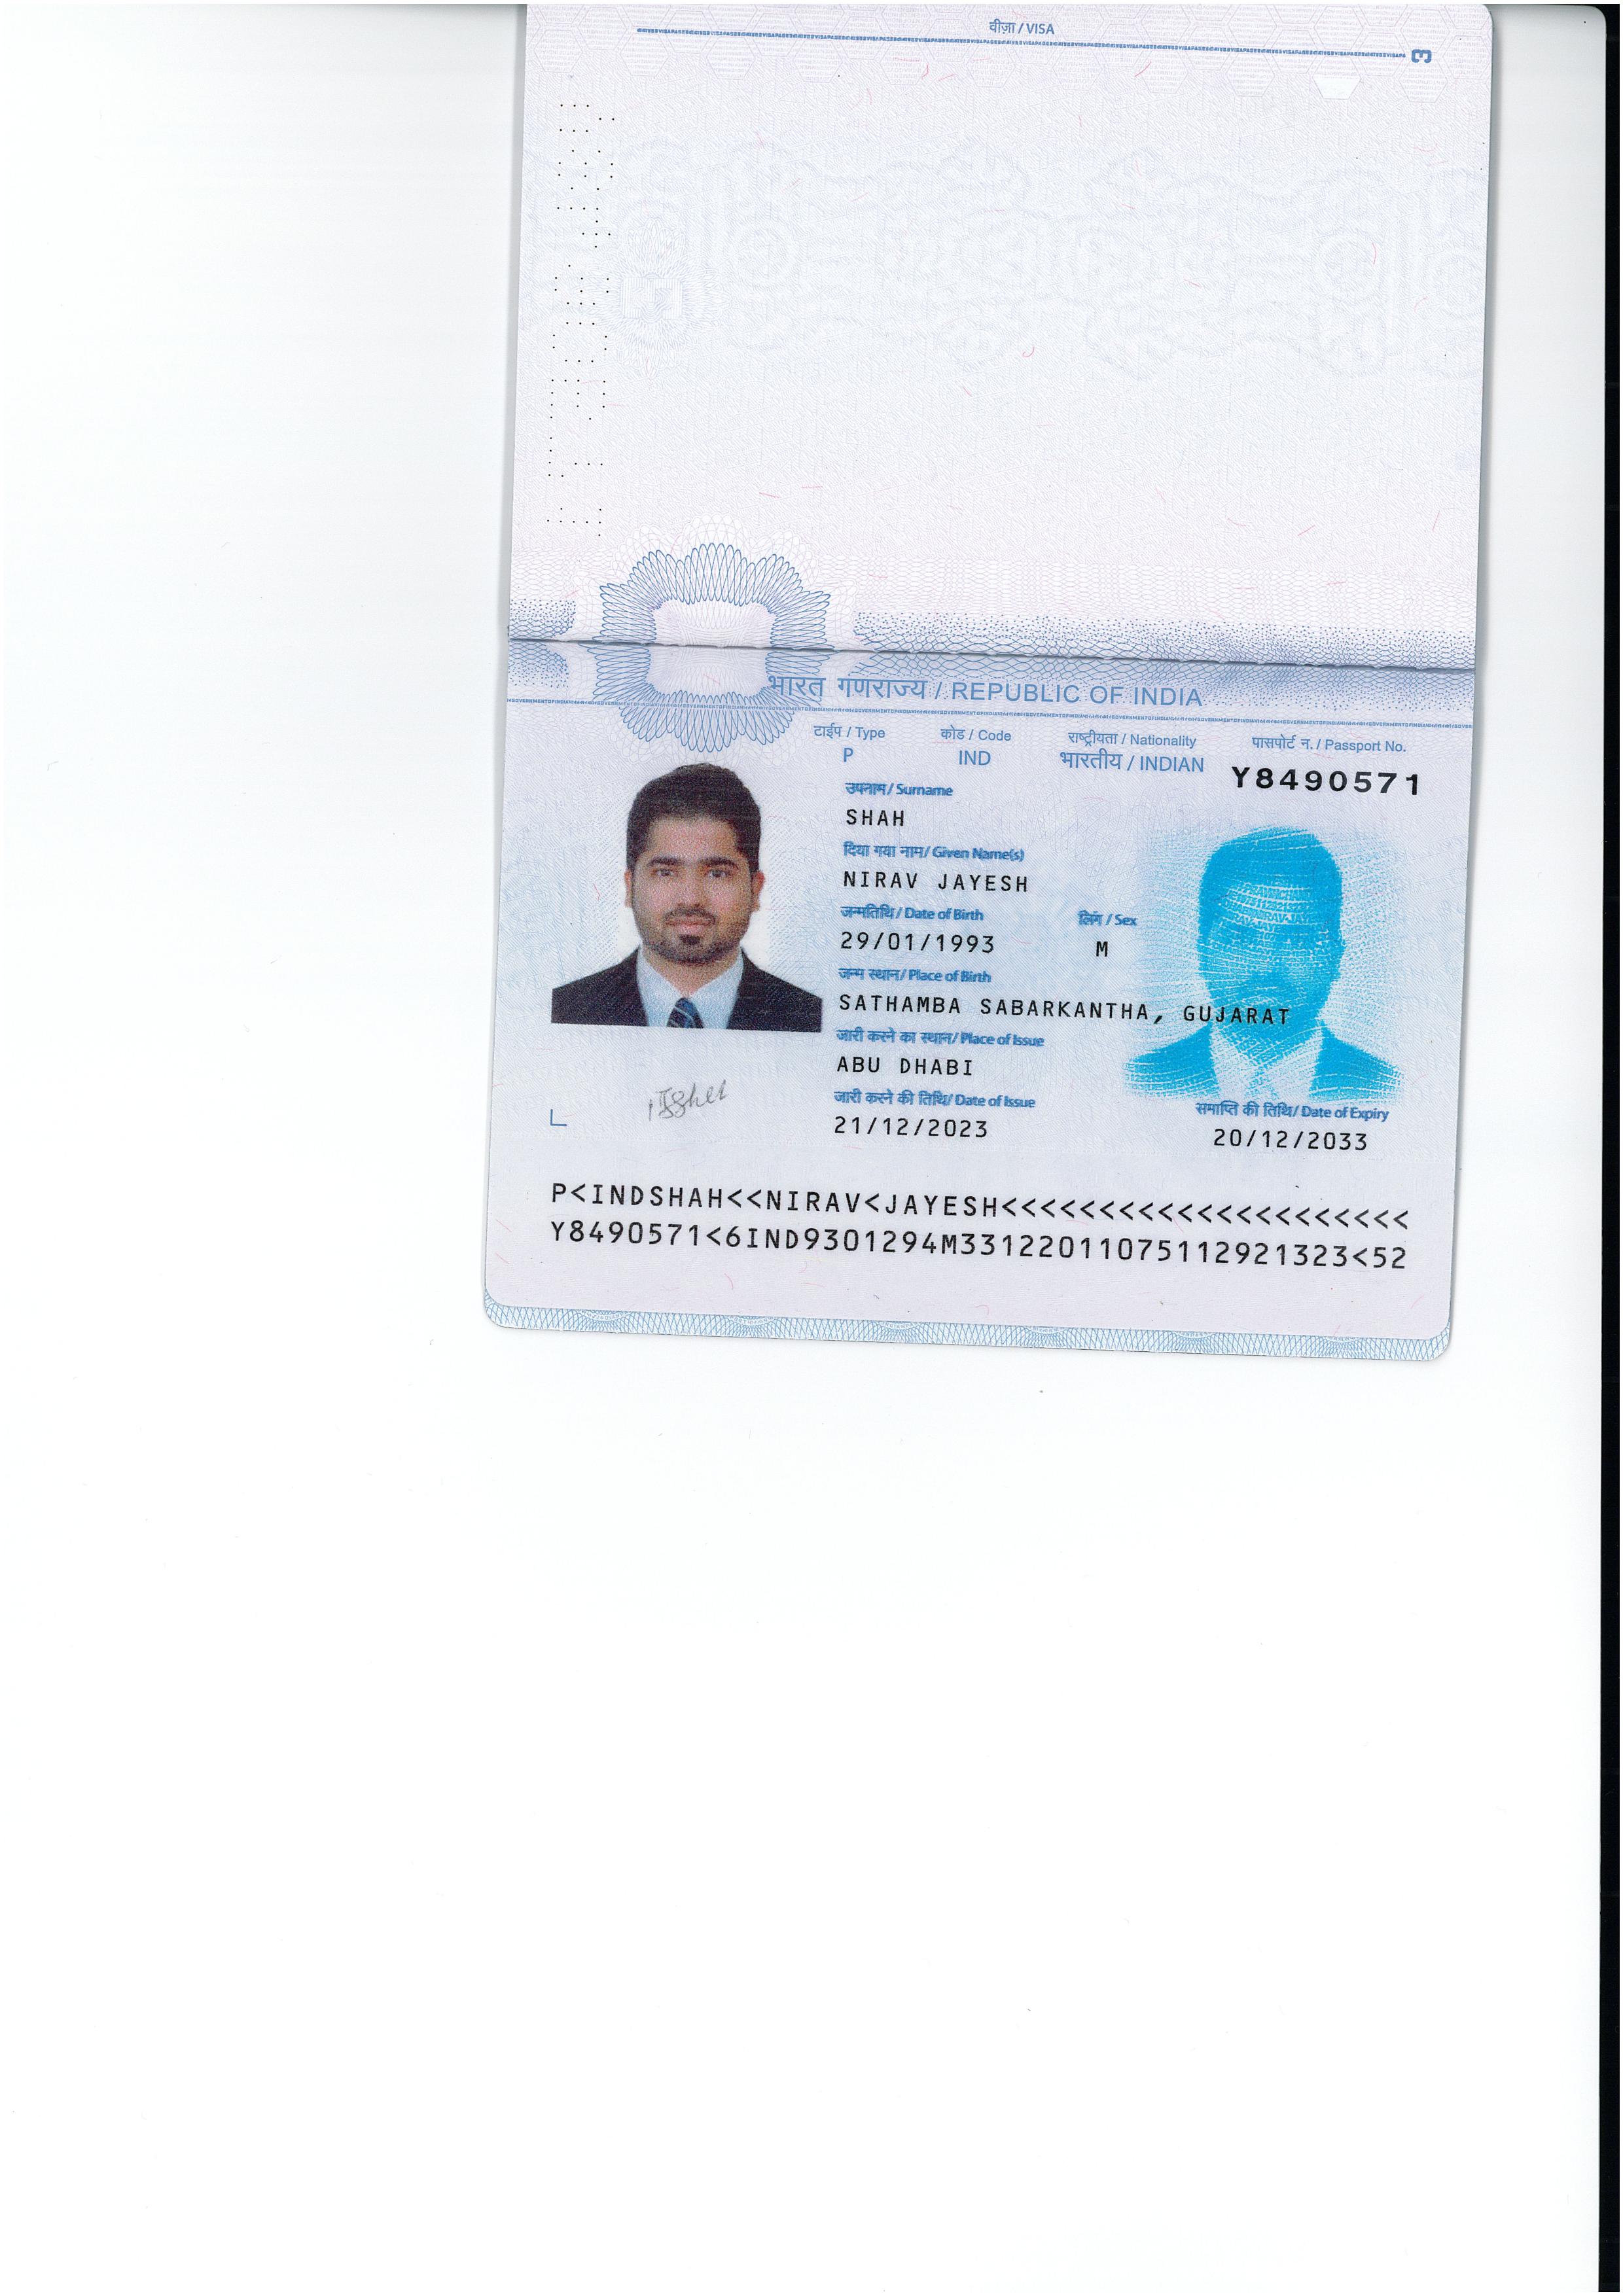 वीज़ा / VISA
3
भारत गणराज्य / REPUBLIC OF INDIA
टाईप / Type कोड / Code राष्ट्रीयता / Nationality पासपोर्ट न. / Passport No.
P IND भारतीय / INDIAN Y8490571
उपनाम / Surname
SHAH
दिया गया नाम / Given Name(s)
NIRAV JAYESH
जन्मतिथि / Date of Birth लिंग / Sex
29/01/1993 M
जन्म स्थान / Place of Birth
SATHAMBA SABARKANTHA, GUJARAT
जारी करने का स्थान / Place of Issue
ABU DHABI
जारी करने की तिथि / Date of Issue समाप्ति की तिथि / Date of Expiry
21/12/2023 20/12/2033
P<INDSHAH<<NIRAV<JAYESH<<<<<<<<<<<<<<<<<<<<<
Y8490571<6IND9301294M33122011075112921323<52